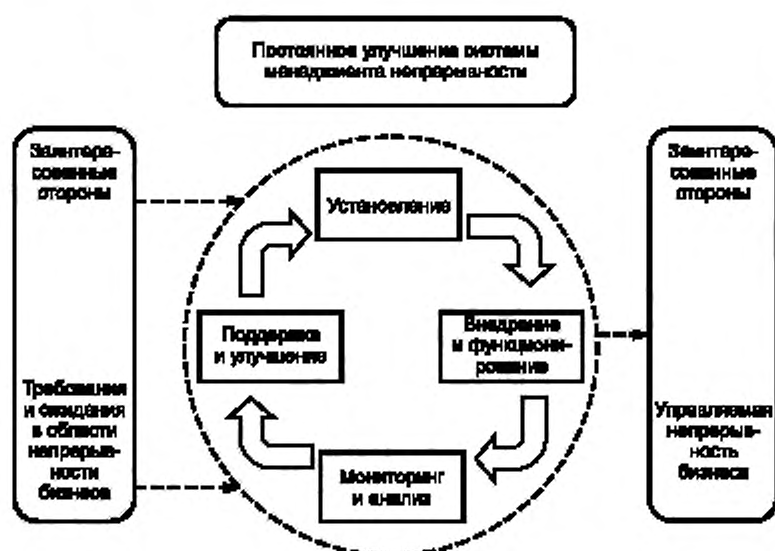 Постоянное улучшение системы
менеджмента непрерывности
Заинтере-
сованные
стороны
Требования
и ожидания
в области
непрерыв-
ности
бизнеса
Установление
Поддержка
и улучшение
Внедрение
и функциони-
рование
Мониторинг
и анализ
Заинтере-
сованные
стороны
Управляемая
непрерыв-
ность
бизнеса